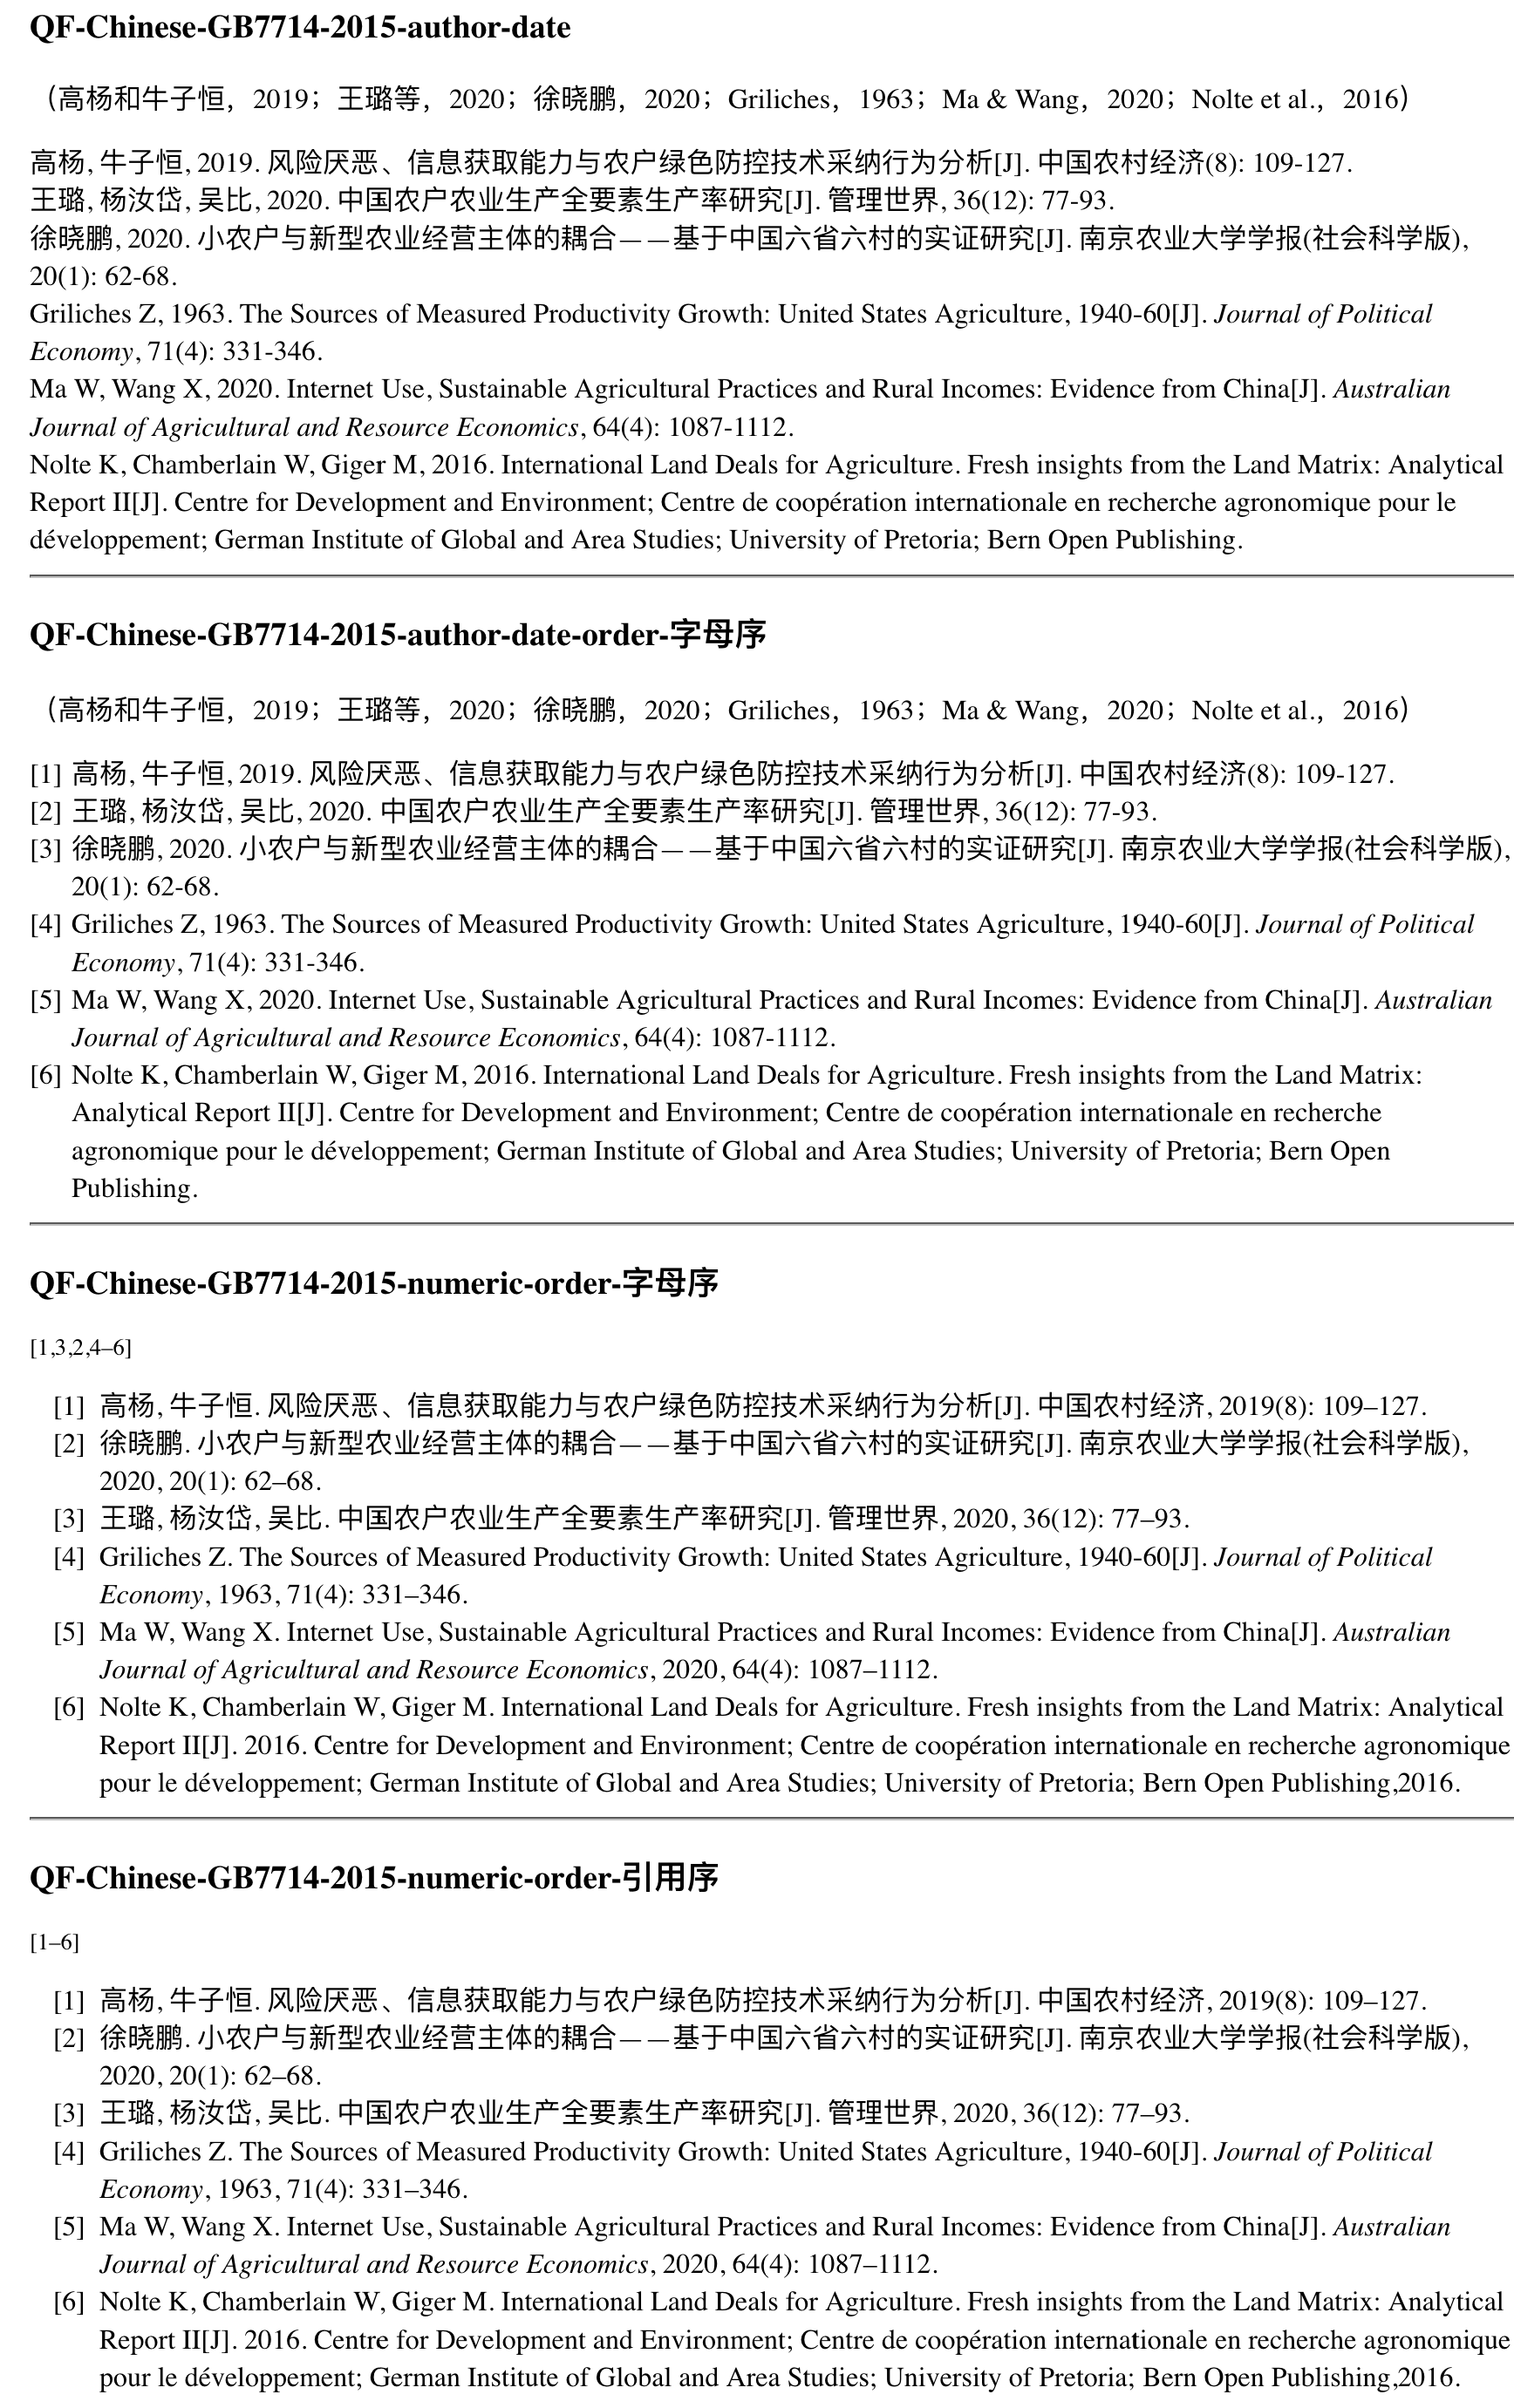 QF-Chinese-GB7714-2015-author-date
（高杨和牛子恒，2019；王璐等，2020；徐晓鹏，2020；Griliches，1963；Ma & Wang，2020；Nolte et al.，2016）
高杨, 牛子恒, 2019. 风险厌恶、信息获取能力与农户绿色防控技术采纳行为分析[J]. 中国农村经济(8): 109-127.
王璐, 杨汝岱, 吴比, 2020. 中国农户农业生产全要素生产率研究[J]. 管理世界, 36(12): 77-93.
徐晓鹏, 2020. 小农户与新型农业经营主体的耦合——基于中国六省六村的实证研究[J]. 南京农业大学学报(社会科学版),
20(1): 62-68.
Griliches Z, 1963. The Sources of Measured Productivity Growth: United States Agriculture, 1940-60[J]. Journal of Political
Economy, 71(4): 331-346.
Ma W, Wang X, 2020. Internet Use, Sustainable Agricultural Practices and Rural Incomes: Evidence from China[J]. Australian
Journal of Agricultural and Resource Economics, 64(4): 1087-1112.
Nolte K, Chamberlain W, Giger M, 2016. International Land Deals for Agriculture. Fresh insights from the Land Matrix: Analytical
Report II[J]. Centre for Development and Environment; Centre de coopération internationale en recherche agronomique pour le
développement; German Institute of Global and Area Studies; University of Pretoria; Bern Open Publishing.
QF-Chinese-GB7714-2015-author-date-order-字母序
（高杨和牛子恒，2019；王璐等，2020；徐晓鹏，2020；Griliches，1963；Ma & Wang，2020；Nolte et al.，2016）
[1] 高杨, 牛子恒, 2019. 风险厌恶、信息获取能力与农户绿色防控技术采纳行为分析[J]. 中国农村经济(8): 109-127.
[2] 王璐, 杨汝岱, 吴比, 2020. 中国农户农业生产全要素生产率研究[J]. 管理世界, 36(12): 77-93.
[3] 徐晓鹏, 2020. 小农户与新型农业经营主体的耦合——基于中国六省六村的实证研究[J]. 南京农业大学学报(社会科学版),
20(1): 62-68.
[4] Griliches Z, 1963. The Sources of Measured Productivity Growth: United States Agriculture, 1940-60[J]. Journal of Political
Economy, 71(4): 331-346.
[5] Ma W, Wang X, 2020. Internet Use, Sustainable Agricultural Practices and Rural Incomes: Evidence from China[J]. Australian
Journal of Agricultural and Resource Economics, 64(4): 1087-1112.
[6] Nolte K, Chamberlain W, Giger M, 2016. International Land Deals for Agriculture. Fresh insights from the Land Matrix:
Analytical Report II[J]. Centre for Development and Environment; Centre de coopération internationale en recherche
agronomique pour le développement; German Institute of Global and Area Studies; University of Pretoria; Bern Open
Publishing.
QF-Chinese-GB7714-2015-numeric-order-字母序
[1,3,2,4–6]
[1] 高杨, 牛子恒. 风险厌恶、信息获取能力与农户绿色防控技术采纳行为分析[J]. 中国农村经济, 2019(8): 109–127.
[2] 徐晓鹏. 小农户与新型农业经营主体的耦合——基于中国六省六村的实证研究[J]. 南京农业大学学报(社会科学版),
2020, 20(1): 62–68.
[3] 王璐, 杨汝岱, 吴比. 中国农户农业生产全要素生产率研究[J]. 管理世界, 2020, 36(12): 77–93.
[4] Griliches Z. The Sources of Measured Productivity Growth: United States Agriculture, 1940-60[J]. Journal of Political
Economy, 1963, 71(4): 331–346.
[5] Ma W, Wang X. Internet Use, Sustainable Agricultural Practices and Rural Incomes: Evidence from China[J]. Australian
Journal of Agricultural and Resource Economics, 2020, 64(4): 1087–1112.
[6] Nolte K, Chamberlain W, Giger M. International Land Deals for Agriculture. Fresh insights from the Land Matrix: Analytical
Report II[J]. 2016. Centre for Development and Environment; Centre de coopération internationale en recherche agronomique
pour le développement; German Institute of Global and Area Studies; University of Pretoria; Bern Open Publishing,2016.
QF-Chinese-GB7714-2015-numeric-order-引用序
[1–6]
[1] 高杨, 牛子恒. 风险厌恶、信息获取能力与农户绿色防控技术采纳行为分析[J]. 中国农村经济, 2019(8): 109–127.
[2] 徐晓鹏. 小农户与新型农业经营主体的耦合——基于中国六省六村的实证研究[J]. 南京农业大学学报(社会科学版),
2020, 20(1): 62–68.
[3] 王璐, 杨汝岱, 吴比. 中国农户农业生产全要素生产率研究[J]. 管理世界, 2020, 36(12): 77–93.
[4] Griliches Z. The Sources of Measured Productivity Growth: United States Agriculture, 1940-60[J]. Journal of Political
Economy, 1963, 71(4): 331–346.
[5] Ma W, Wang X. Internet Use, Sustainable Agricultural Practices and Rural Incomes: Evidence from China[J]. Australian
Journal of Agricultural and Resource Economics, 2020, 64(4): 1087–1112.
[6] Nolte K, Chamberlain W, Giger M. International Land Deals for Agriculture. Fresh insights from the Land Matrix: Analytical
Report II[J]. 2016. Centre for Development and Environment; Centre de coopération internationale en recherche agronomique
pour le développement; German Institute of Global and Area Studies; University of Pretoria; Bern Open Publishing,2016.